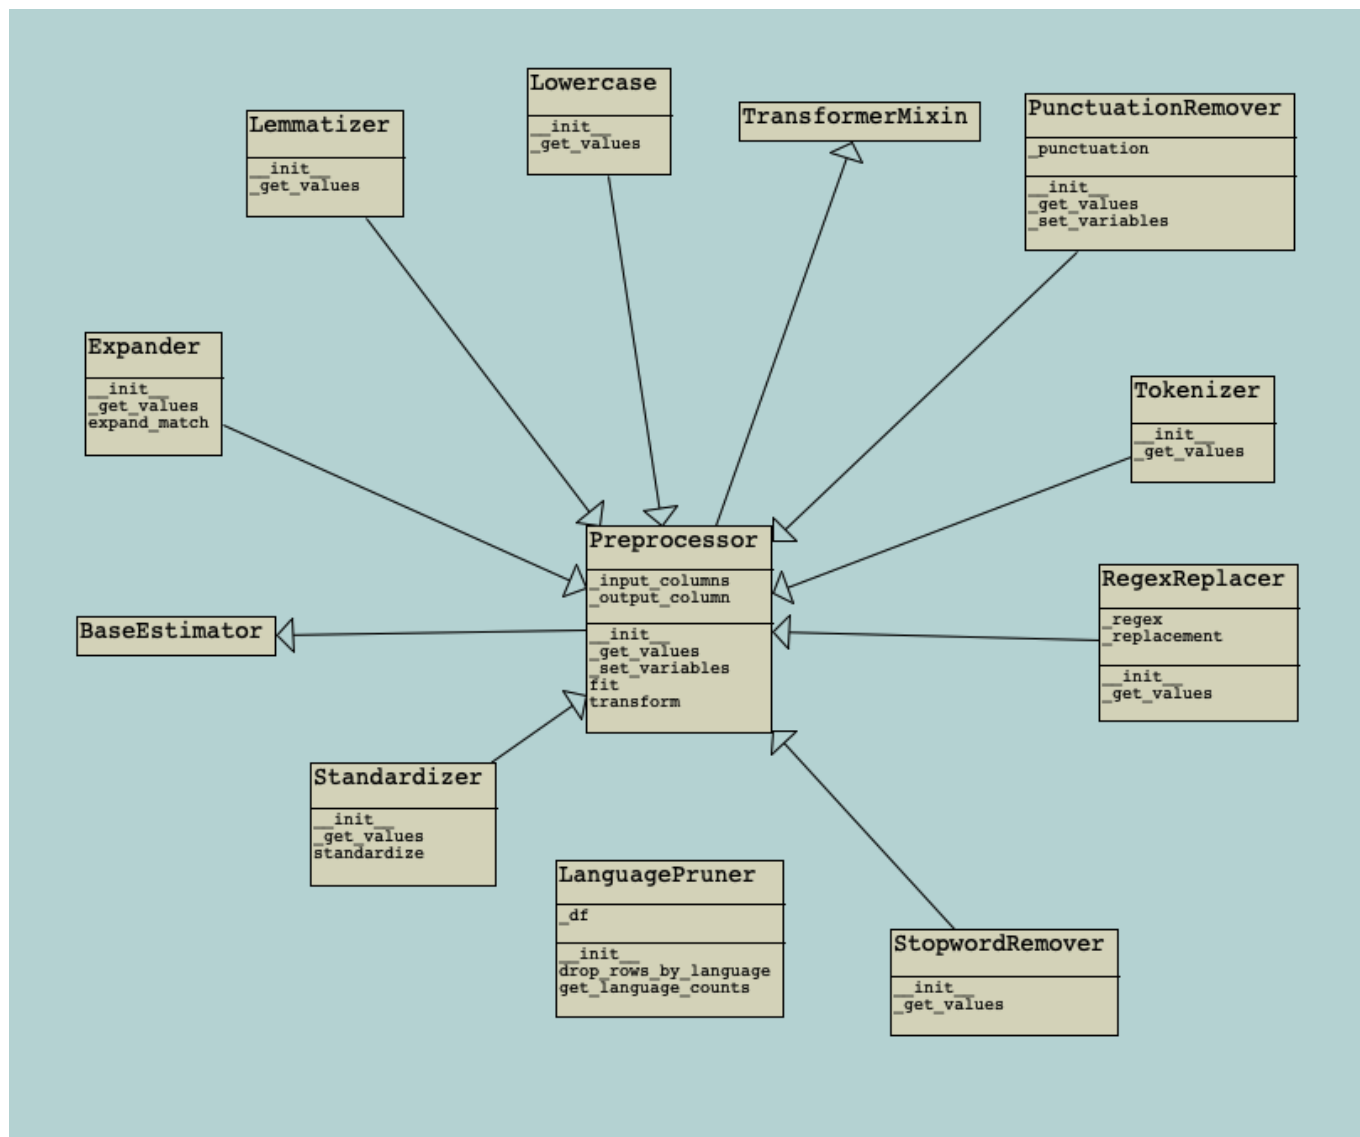 Lowercase
__init__
_get_values
Lemmatizer
__init__
_get_values
TransformerMixin
PunctuationRemover
_punctuation
__init__
_get_values
_set_variables
Expander
__init__
_get_values
expand_match
Tokenizer
__init__
_get_values
Preprocessor
_input_columns
_output_column
__init__
_get_values
_set_variables
fit
transform
RegexReplacer
_regex
_replacement
__init__
_get_values
BaseEstimator
Standardizer
__init__
_get_values
standardize
LanguagePruner
_df
__init__
drop_rows_by_language
get_language_counts
StopwordRemover
__init__
_get_values